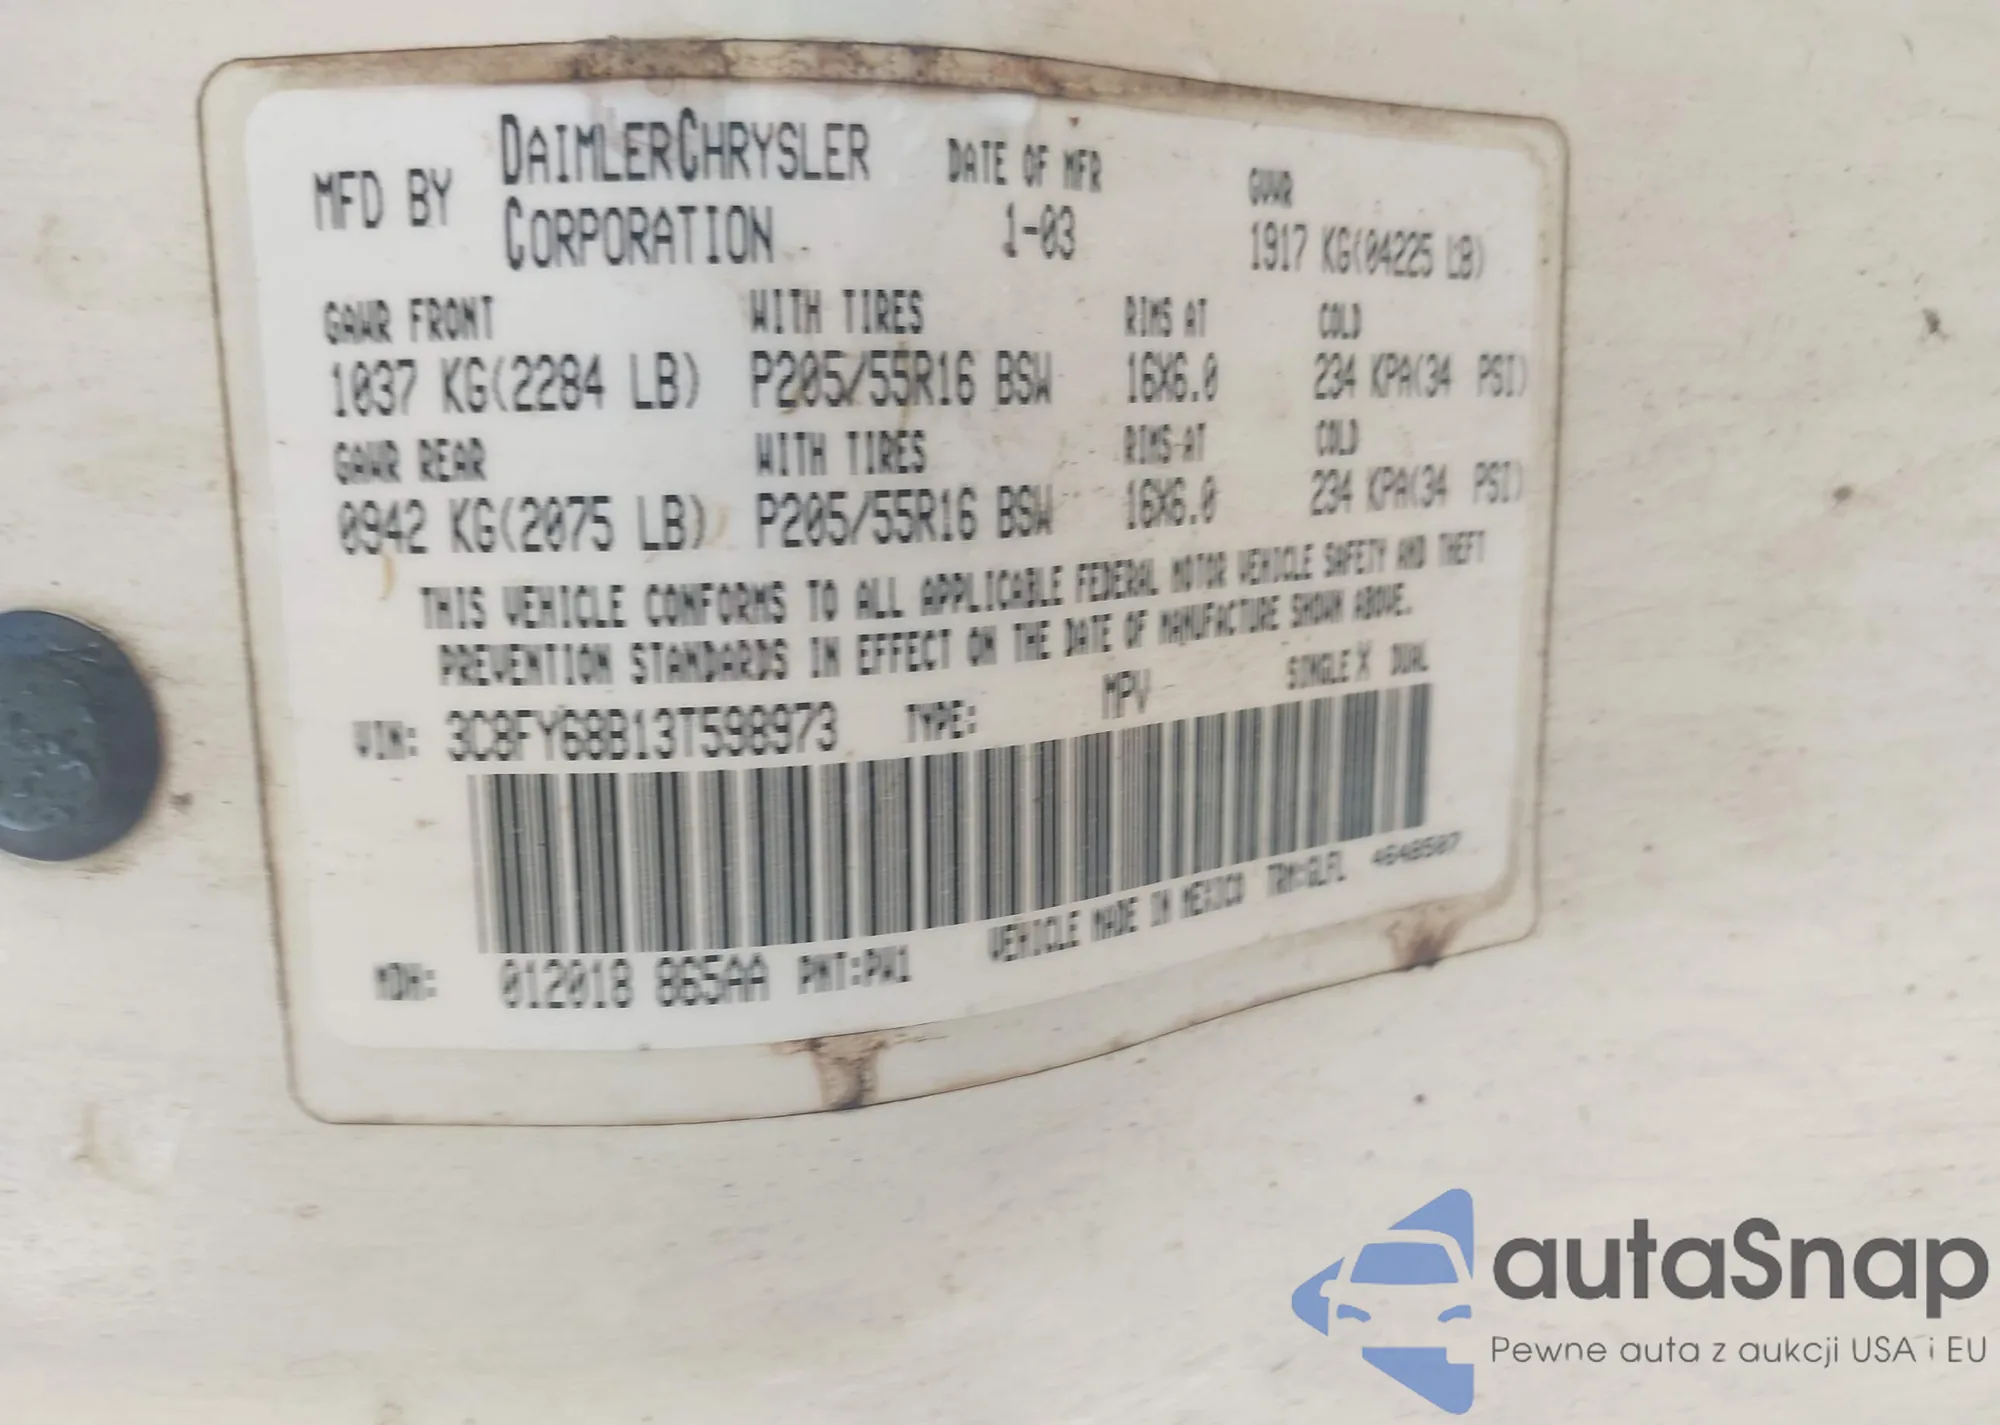 MFD BY DAIMLERCHRYSLER CORPORATION DATE OF MFR 1-03 GVWR 1917 KG(04225 LB)
GAWR FRONT WITH TIRES RIMS AT COLD
1037 KG(2284 LB) P205/55R16 BSW 16X6.0 234 KPA(34 PSI)
GAWR REAR WITH TIRES RIMS AT COLD
0942 KG(2075 LB) P205/55R16 BSW 16X6.0 234 KPA(34 PSI)
THIS VEHICLE CONFORMS TO ALL APPLICABLE FEDERAL MOTOR VEHICLE SAFETY AND THEFT
PREVENTION STANDARDS IN EFFECT ON THE DATE OF MANUFACTURE SHOWN ABOVE.
VIN: 3C8FY68B13T598973 TYPE: MPV SINGLE X DUAL
MDH: 012018 865AA PNT:PW1 VEHICLE MADE IN MEXICO TRM:GLFL 4648507
autaSnap
Pewne auta z aukcji USA i EU